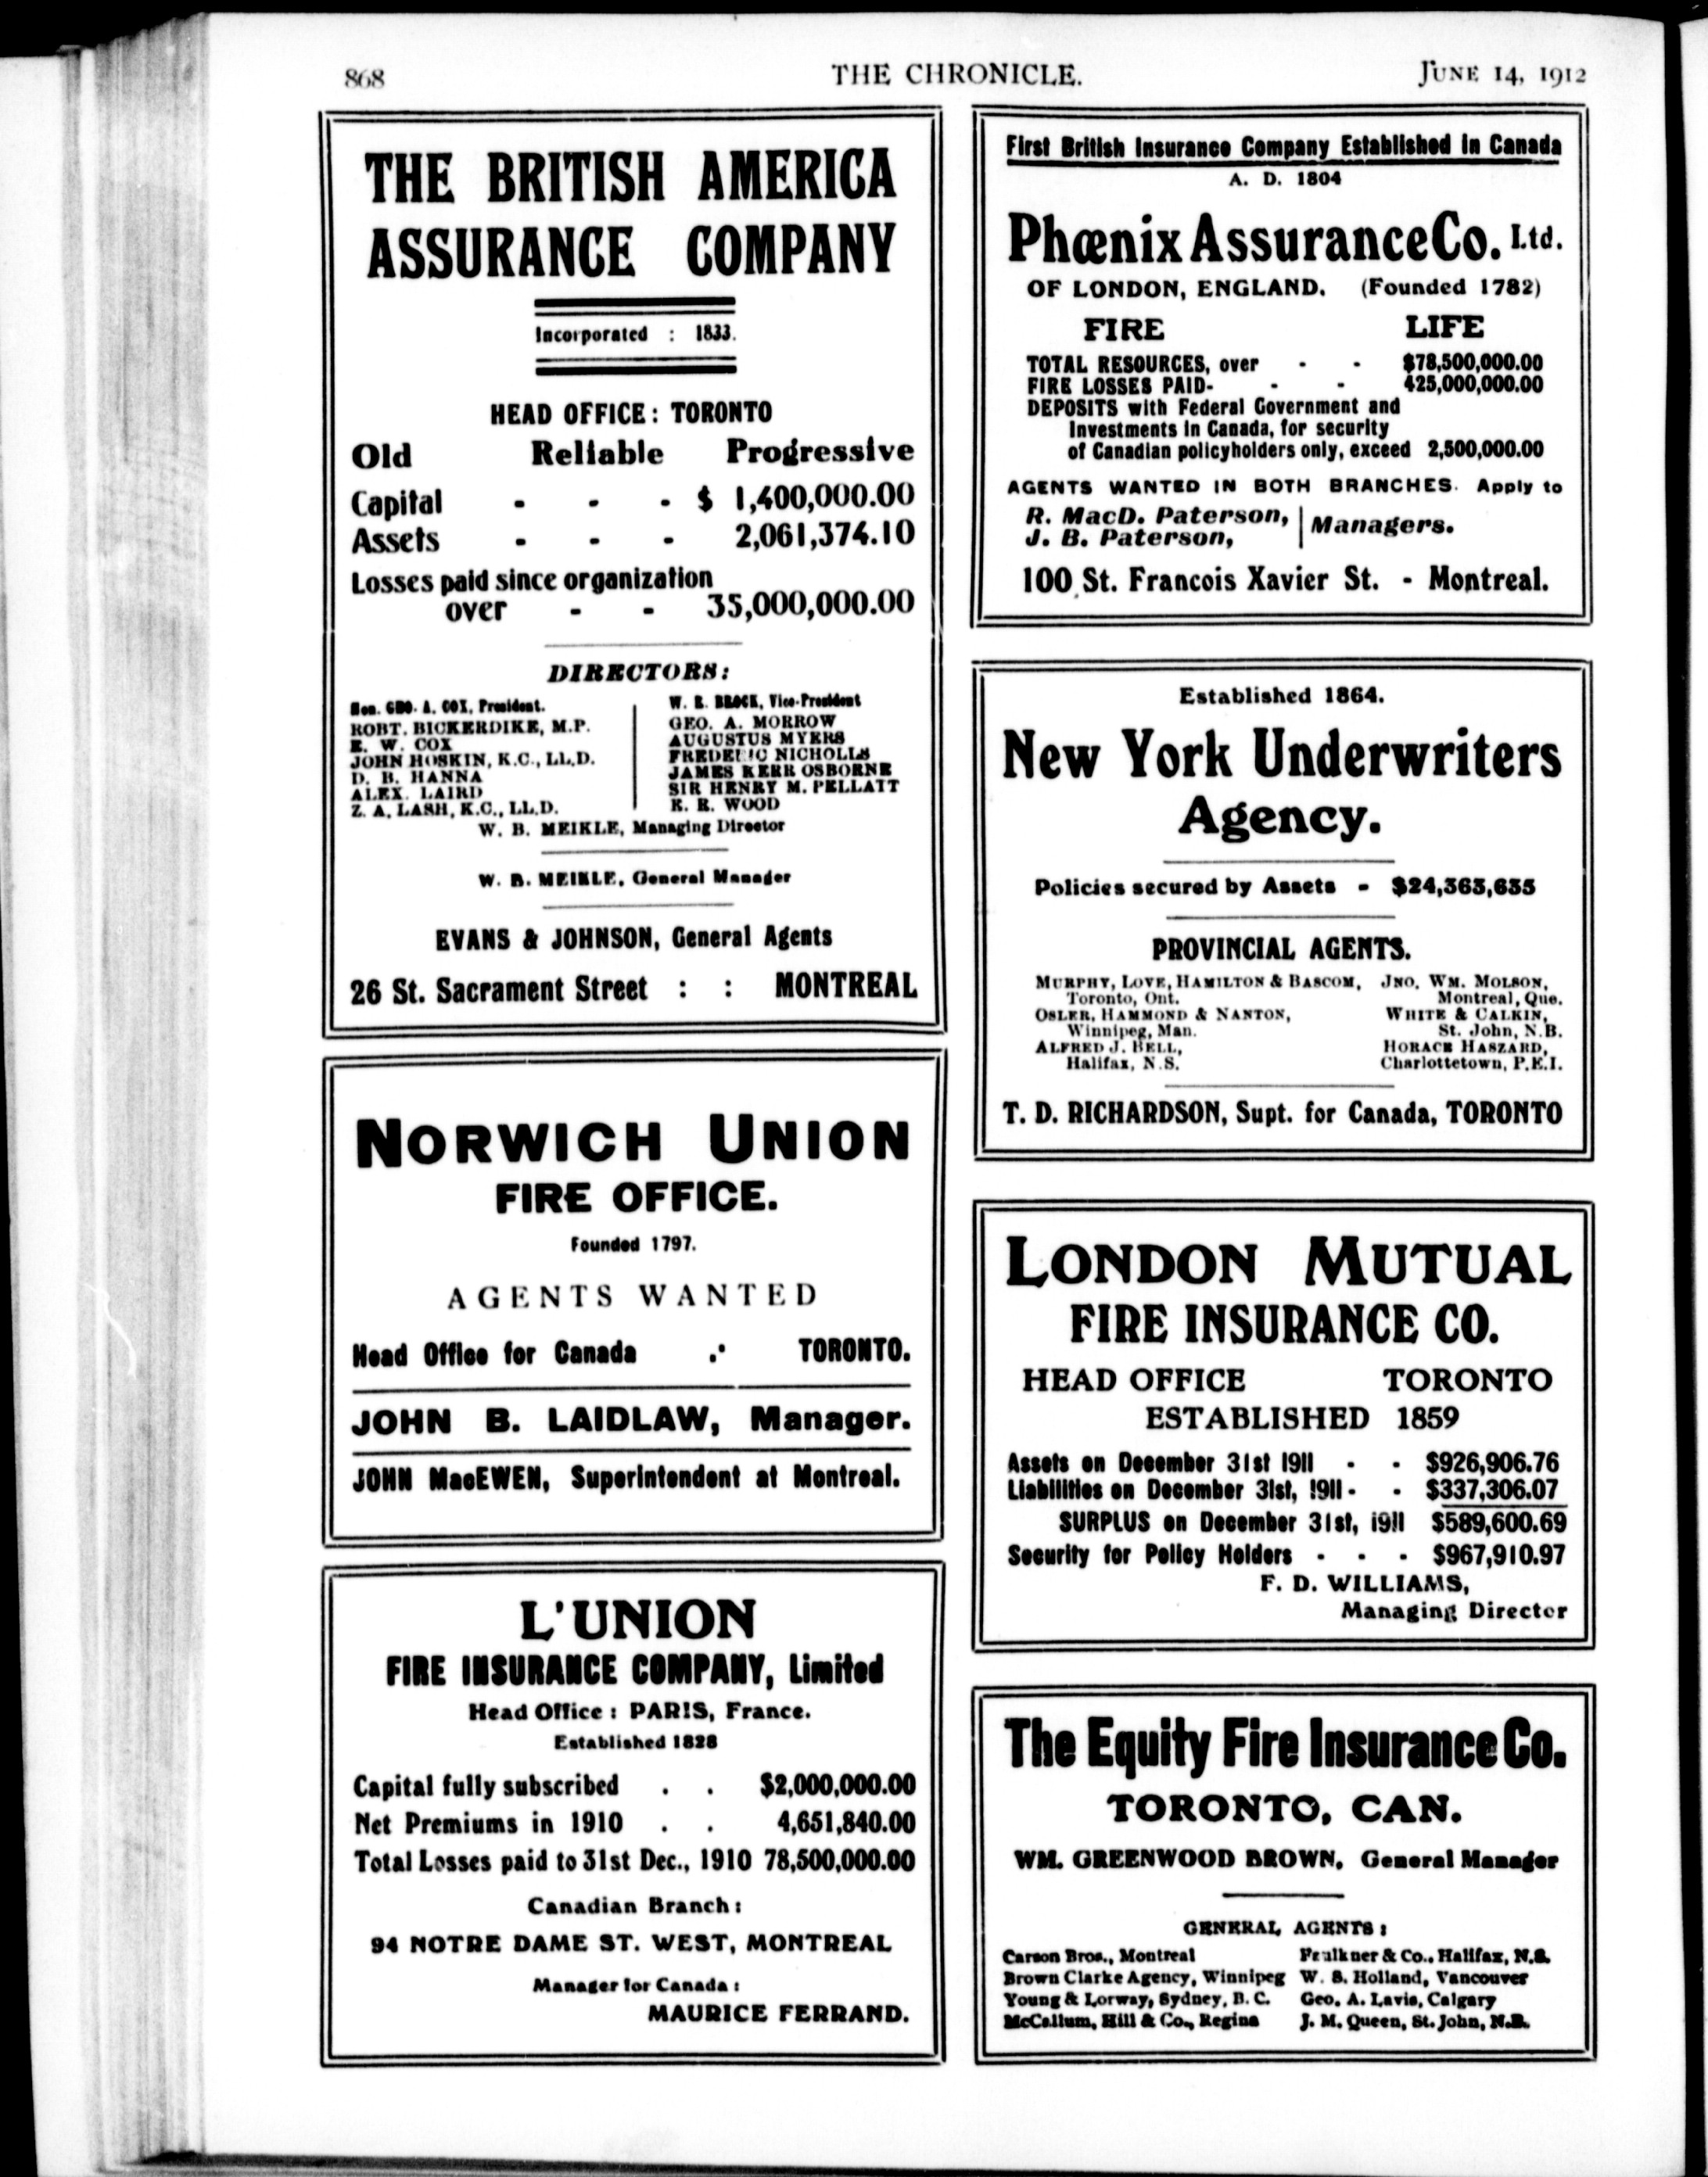 868
THE CHRONICLE.
JUNE 14, 1912
THE BRITISH AMERICA
ASSURANCE COMPANY
Incorporated : 1833.
HEAD OFFICE: TORONTO
Old Reliable Progressive
Capital - - - $ 1,400,000.00
Assets - - - 2,061,374.10
Losses paid since organization
over - - 35,000,000.00
DIRECTORS:
Hon. GEO. A. COX, President.
ROBT. BICKERDIKE, M.P.
E. W. COX
JOHN HOSKIN, K.C., LL.D.
D. B. HANNA
ALEX. LAIRD
Z. A. LASH, K.C., LL.D.
W. R. BROCK, Vice-President
GEO. A. MORROW
AUGUSTUS MYERS
FREDERIC NICHOLLS
JAMES KERR OSBORNE
SIR HENRY M. PELLATT
E. R. WOOD
W. B. MEIKLE, Managing Director
W. B. MEIKLE, General Manager
EVANS & JOHNSON, General Agents
26 St. Sacrament Street : : MONTREAL
NORWICH UNION
FIRE OFFICE.
Founded 1797.
AGENTS WANTED
Head Office for Canada .· TORONTO.
JOHN B. LAIDLAW, Manager.
JOHN MacEWEN, Superintendent at Montreal.
L'UNION
FIRE INSURANCE COMPANY, Limited
Head Office : PARIS, France.
Established 1828
Capital fully subscribed . . $2,000,000.00
Net Premiums in 1910 . . 4,651,840.00
Total Losses paid to 31st Dec., 1910 78,500,000.00
Canadian Branch :
94 NOTRE DAME ST. WEST, MONTREAL
Manager for Canada :
MAURICE FERRAND.
First British Insurance Company Established in Canada
A. D. 1804
Phœnix Assurance Co. Ltd.
OF LONDON, ENGLAND. (Founded 1782)
FIRE LIFE
TOTAL RESOURCES, over - - $78,500,000.00
FIRE LOSSES PAID- - - 425,000,000.00
DEPOSITS with Federal Government and
Investments in Canada, for security
of Canadian policyholders only, exceed 2,500,000.00
AGENTS WANTED IN BOTH BRANCHES. Apply to
R. MacD. Paterson,
J. B. Paterson,
Managers.
100 St. Francois Xavier St. - Montreal.
Established 1864.
New York Underwriters
Agency.
Policies secured by Assets - $24,363,635
PROVINCIAL AGENTS.
MURPHY, LOVE, HAMILTON & BASCOM,
Toronto, Ont.
OSLER, HAMMOND & NANTON,
Winnipeg, Man.
ALFRED J. BELL,
Halifax, N.S.
JNO. WM. MOLSON,
Montreal, Que.
WHITE & CALKIN,
St. John, N.B.
HORACE HASZARD,
Charlottetown, P.E.I.
T. D. RICHARDSON, Supt. for Canada, TORONTO
LONDON MUTUAL
FIRE INSURANCE CO.
HEAD OFFICE TORONTO
ESTABLISHED 1859
Assets on December 31st 1911 - - $926,906.76
Liabilities on December 31st, 1911 - - $337,306.07
SURPLUS on December 31st, 1911 $589,600.69
Security for Policy Holders - - - $967,910.97
F. D. WILLIAMS,
Managing Director
The Equity Fire Insurance Co.
TORONTO, CAN.
WM. GREENWOOD BROWN, General Manager
GENERAL AGENTS :
Carson Bros., Montreal
Brown Clarke Agency, Winnipeg
Young & Lorway, Sydney, B. C.
McCallum, Hill & Co., Regina
Faulkner & Co., Halifax, N.S.
W. S. Holland, Vancouver
Geo. A. Lavis, Calgary
J. M. Queen, St. John, N.B.